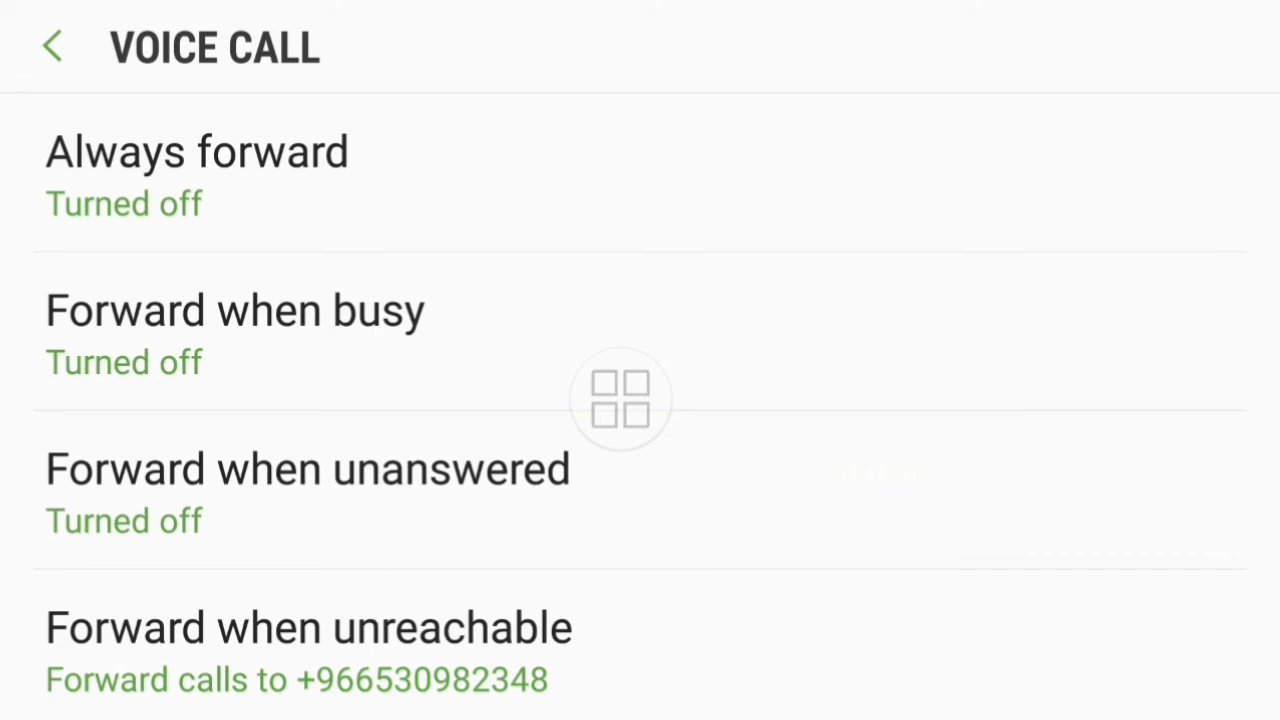 VOICE CALL
Always forward
Turned off
Forward when busy
Turned off
Forward when unanswered
Turned off
Forward when unreachable
Forward calls to +966530982348